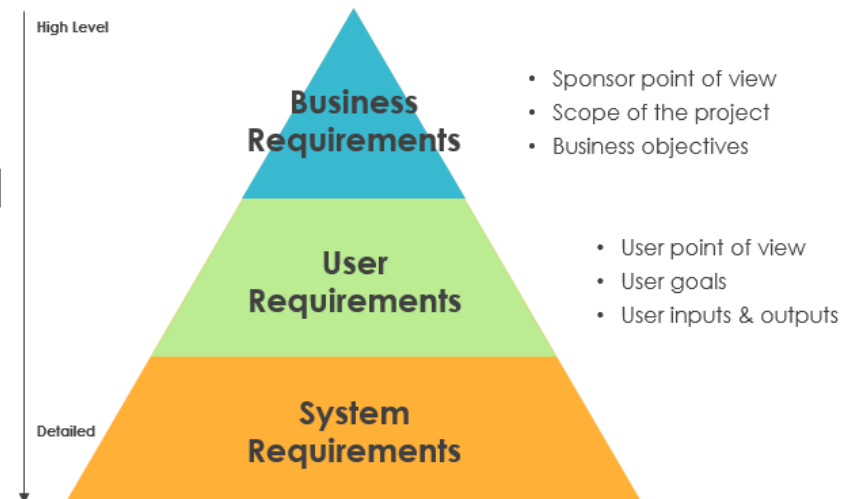 High Level
Business
Requirements
• Sponsor point of view
• Scope of the project
• Business objectives
User
Requirements
• User point of view
• User goals
• User inputs & outputs
Detailed
System
Requirements